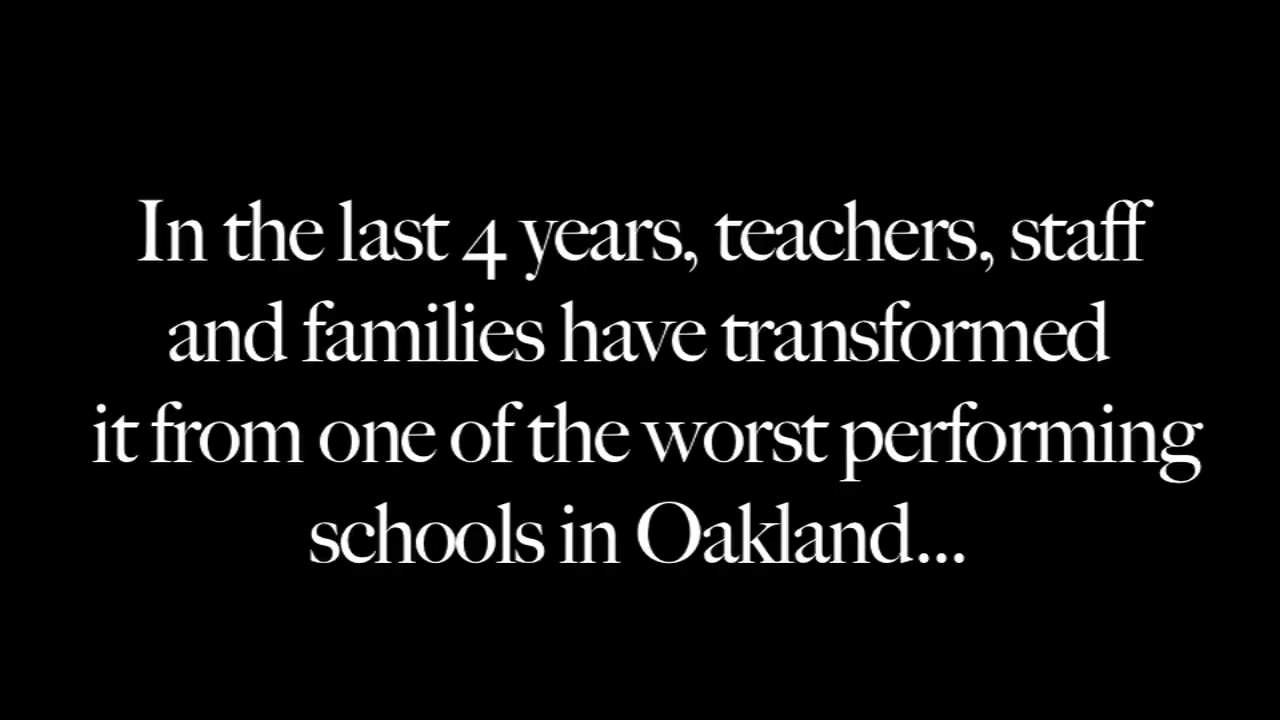 In the last 4 years, teachers, staff
and families have transformed
it from one of the worst performing
schools in Oakland...